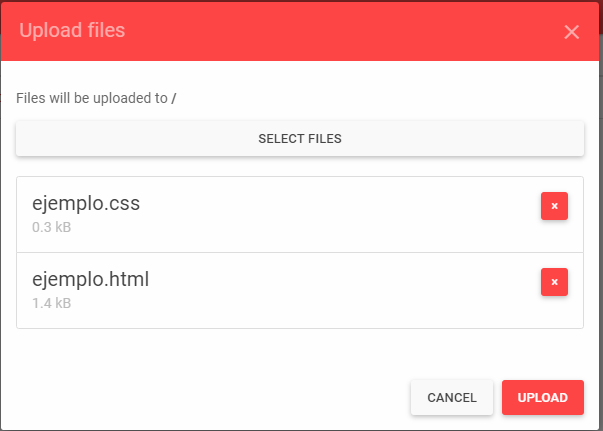 Upload files
×
Files will be uploaded to /
SELECT FILES
ejemplo.css
×
0.3 kB
ejemplo.html
×
1.4 kB
CANCEL
UPLOAD